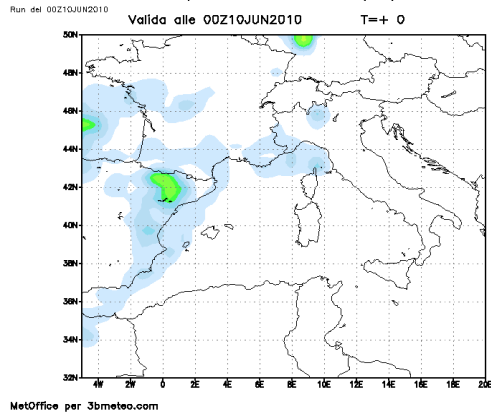 Run del 00Z10JUN2010
Valida alle 00Z10JUN2010 T=+ 0
50N
48N
46N
44N
42N
40N
38N
36N
34N
32N
4W 2W 0 2E 4E 6E 8E 10E 12E 14E 16E 18E 20E
MetOffice per 3bmeteo.com